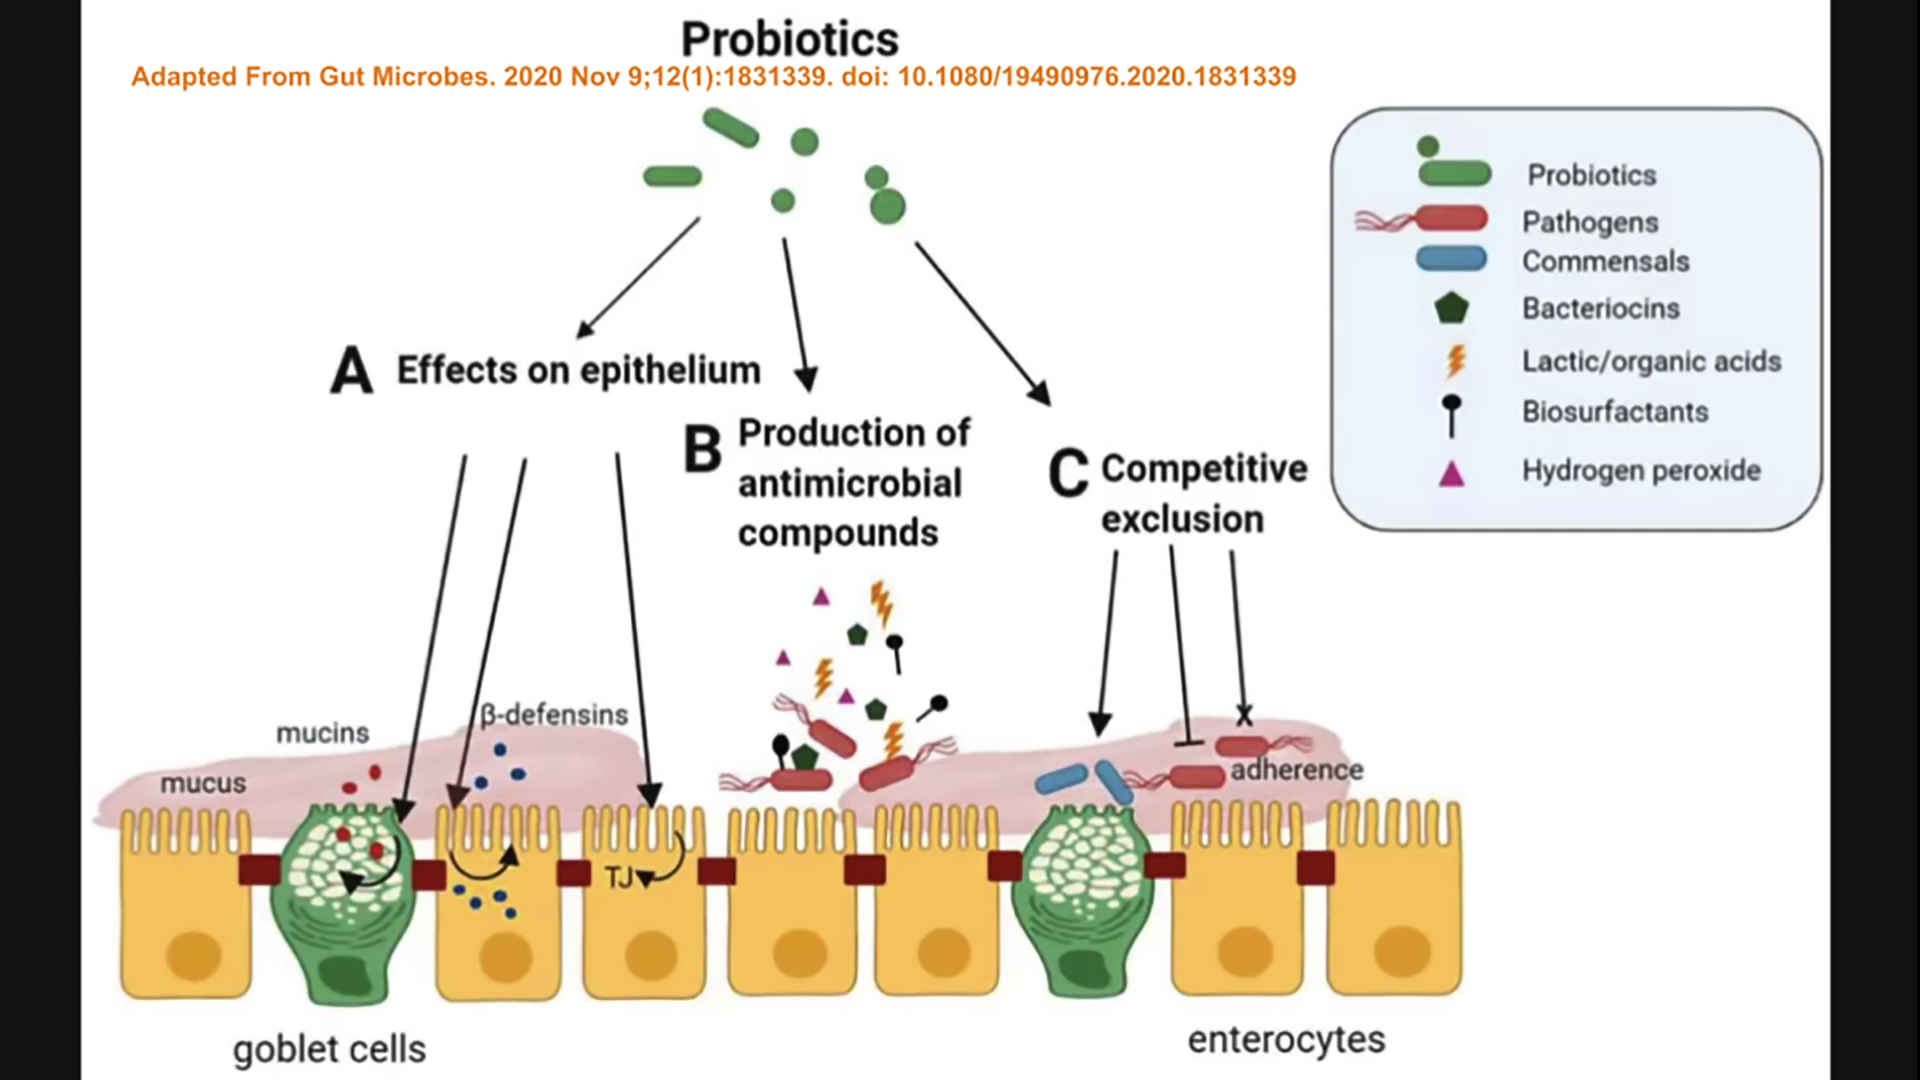 Probiotics
Adapted From Gut Microbes. 2020 Nov 9;12(1):1831339. doi: 10.1080/19490976.2020.1831339
Probiotics
Pathogens
Commensals
Bacteriocins
Lactic/organic acids
Biosurfactants
Hydrogen peroxide
A Effects on epithelium
B Production of
antimicrobial
compounds
C Competitive
exclusion
mucins
β-defensins
mucus
adherence
TJ
goblet cells
enterocytes